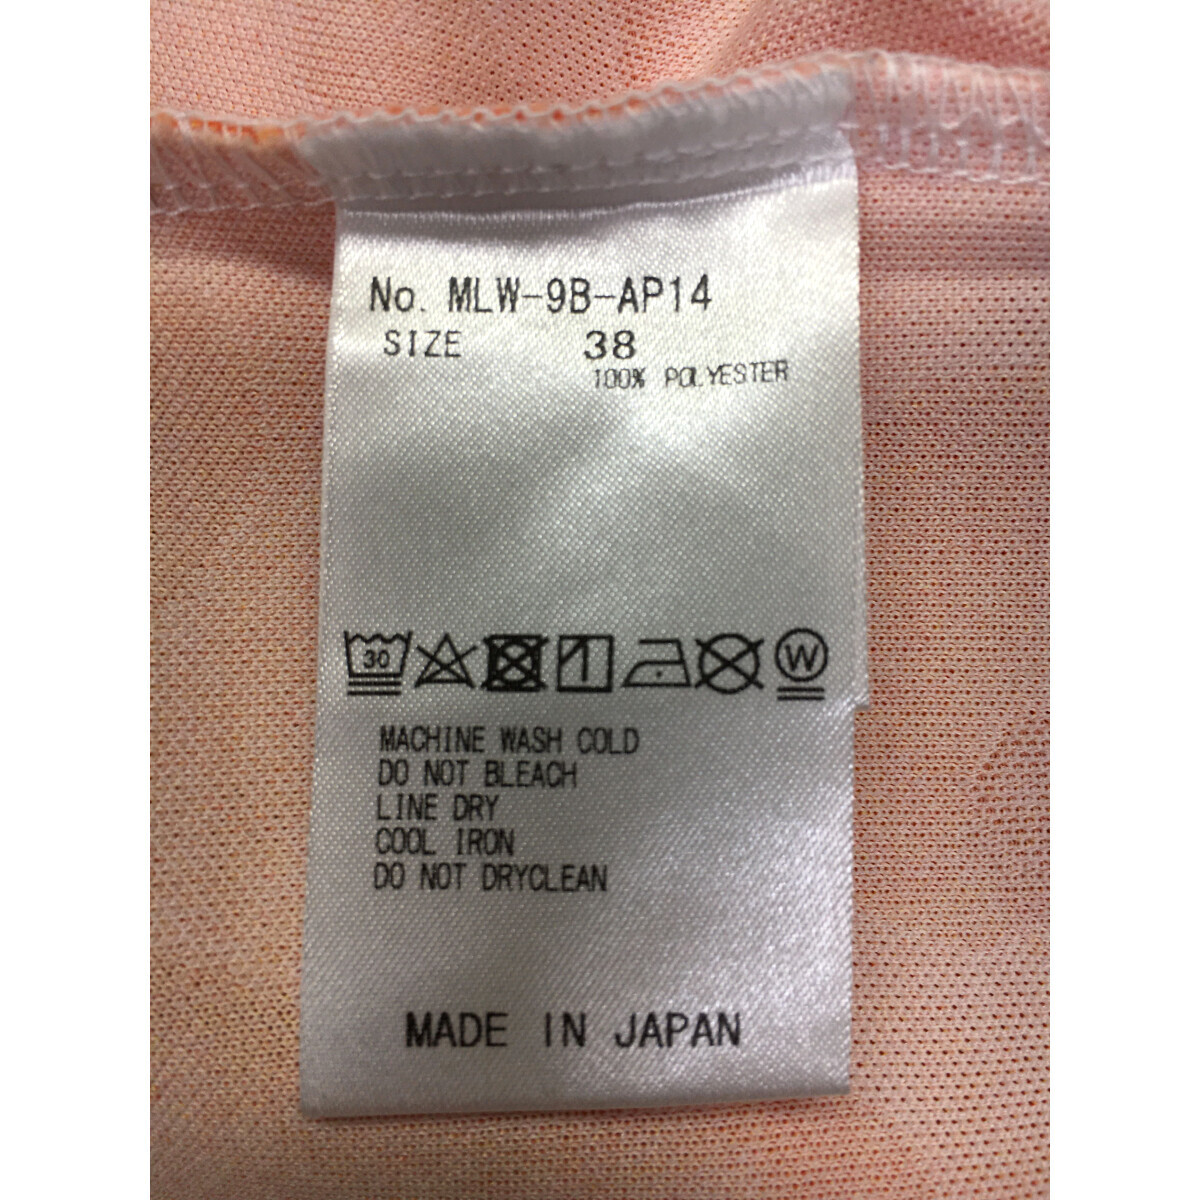 No. MLW-9B-AP14
SIZE 38
100% POLYESTER
30 W
MACHINE WASH COLD
DO NOT BLEACH
LINE DRY
COOL IRON
DO NOT DRYCLEAN
MADE IN JAPAN